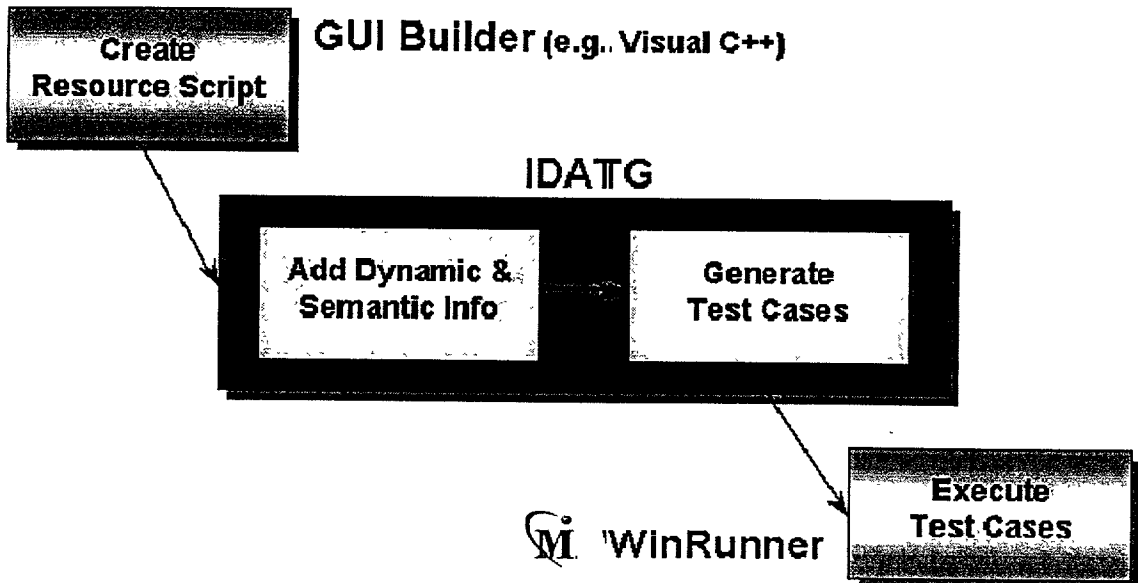 Create
Resource Script
GUI Builder (e.g.. Visual C++)
IDATG
Add Dynamic &
Semantic Info
Generate
Test Cases
Execute
Test Cases
M WinRunner